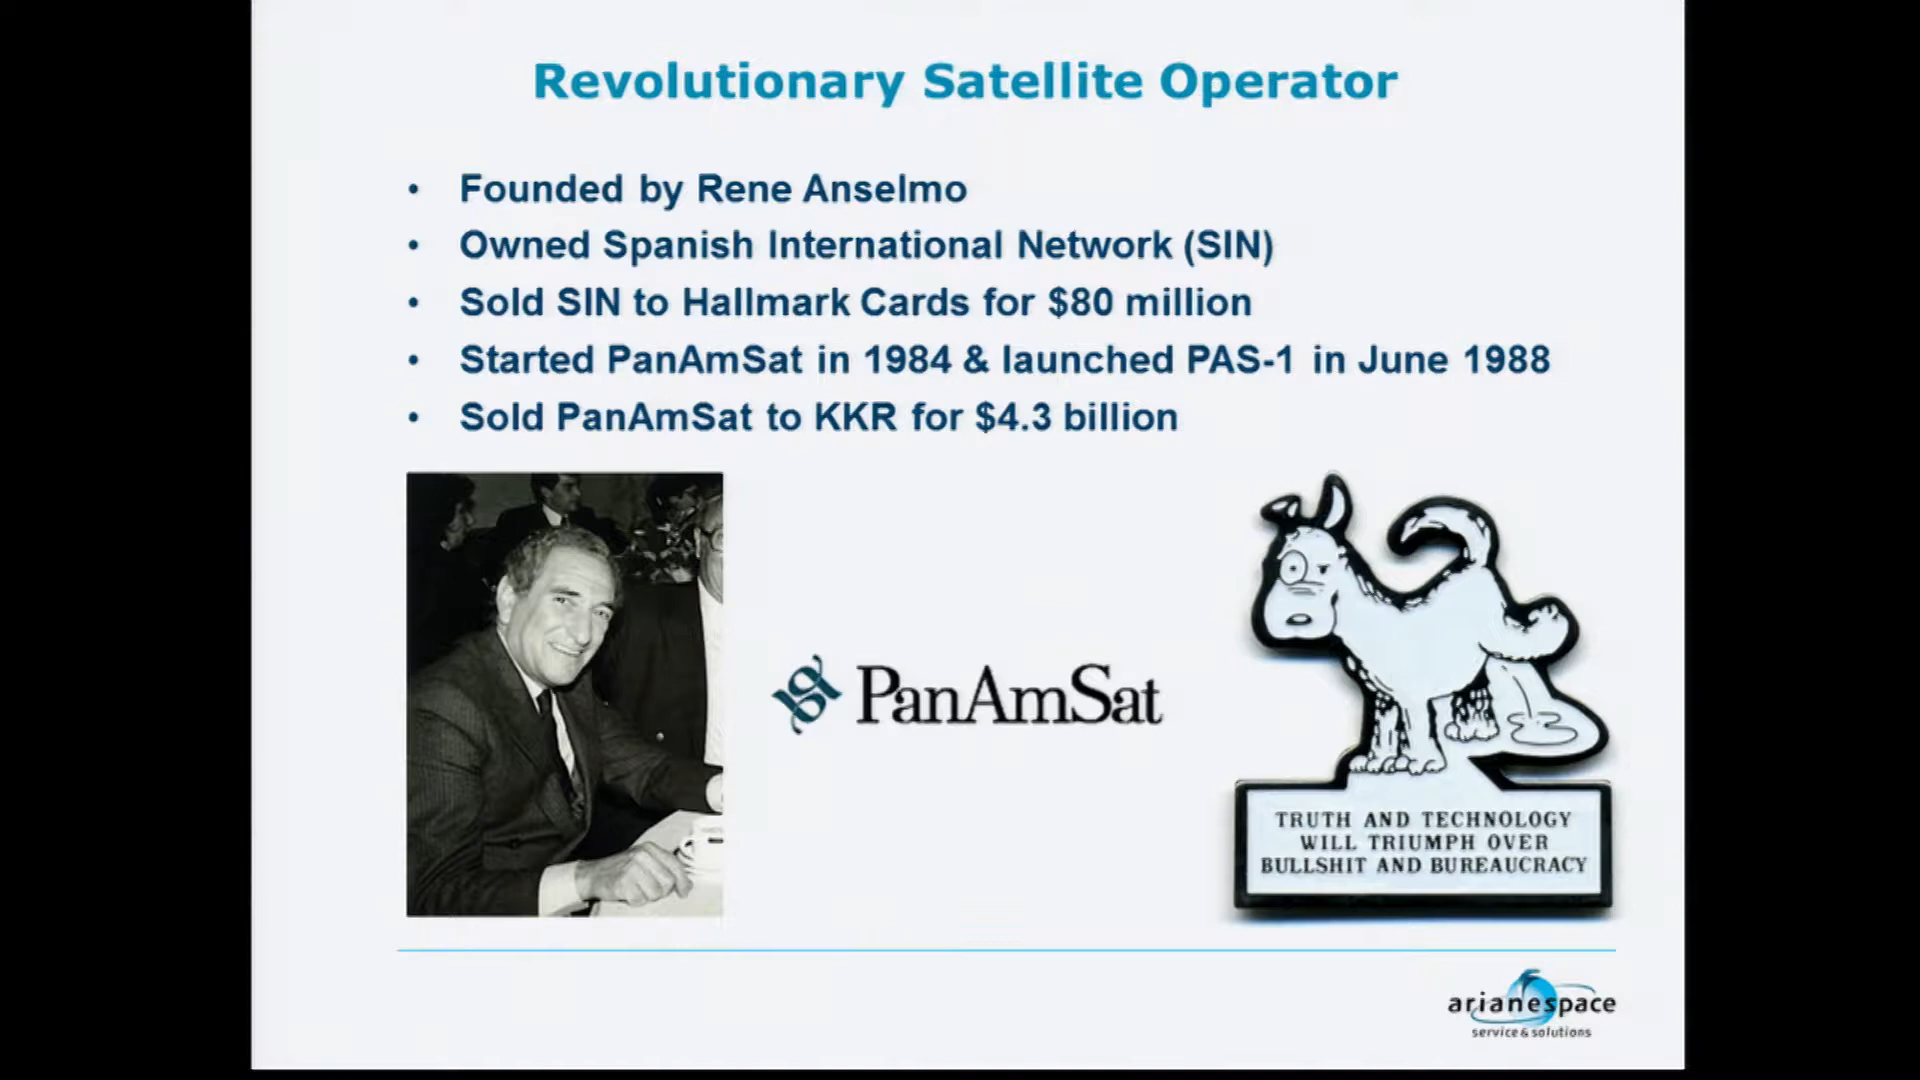 Revolutionary Satellite Operator
• Founded by Rene Anselmo
• Owned Spanish International Network (SIN)
• Sold SIN to Hallmark Cards for $80 million
• Started PanAmSat in 1984 & launched PAS-1 in June 1988
• Sold PanAmSat to KKR for $4.3 billion
PanAmSat
TRUTH AND TECHNOLOGY
WILL TRIUMPH OVER
BULLSHIT AND BUREAUCRACY
arianespace
service & solutions